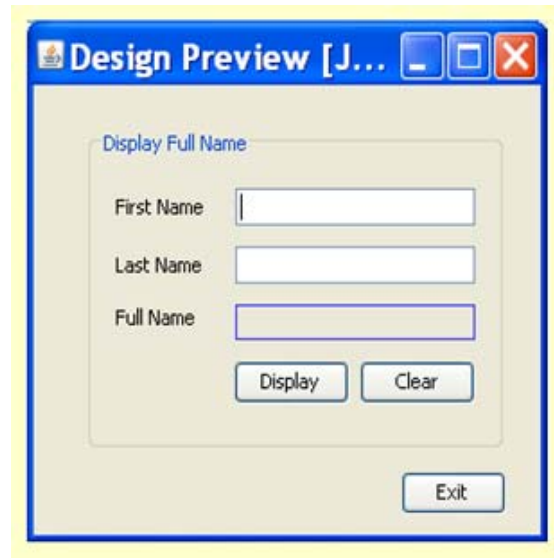 Design Preview [J...
Display Full Name
First Name
Last Name
Full Name
Display Clear
Exit